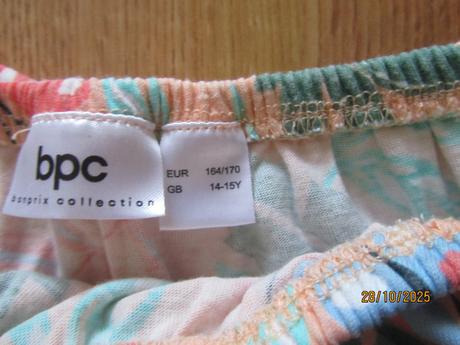 bpc
bonprix collection
EUR 164/170
GB 14-15Y
28/10/2025